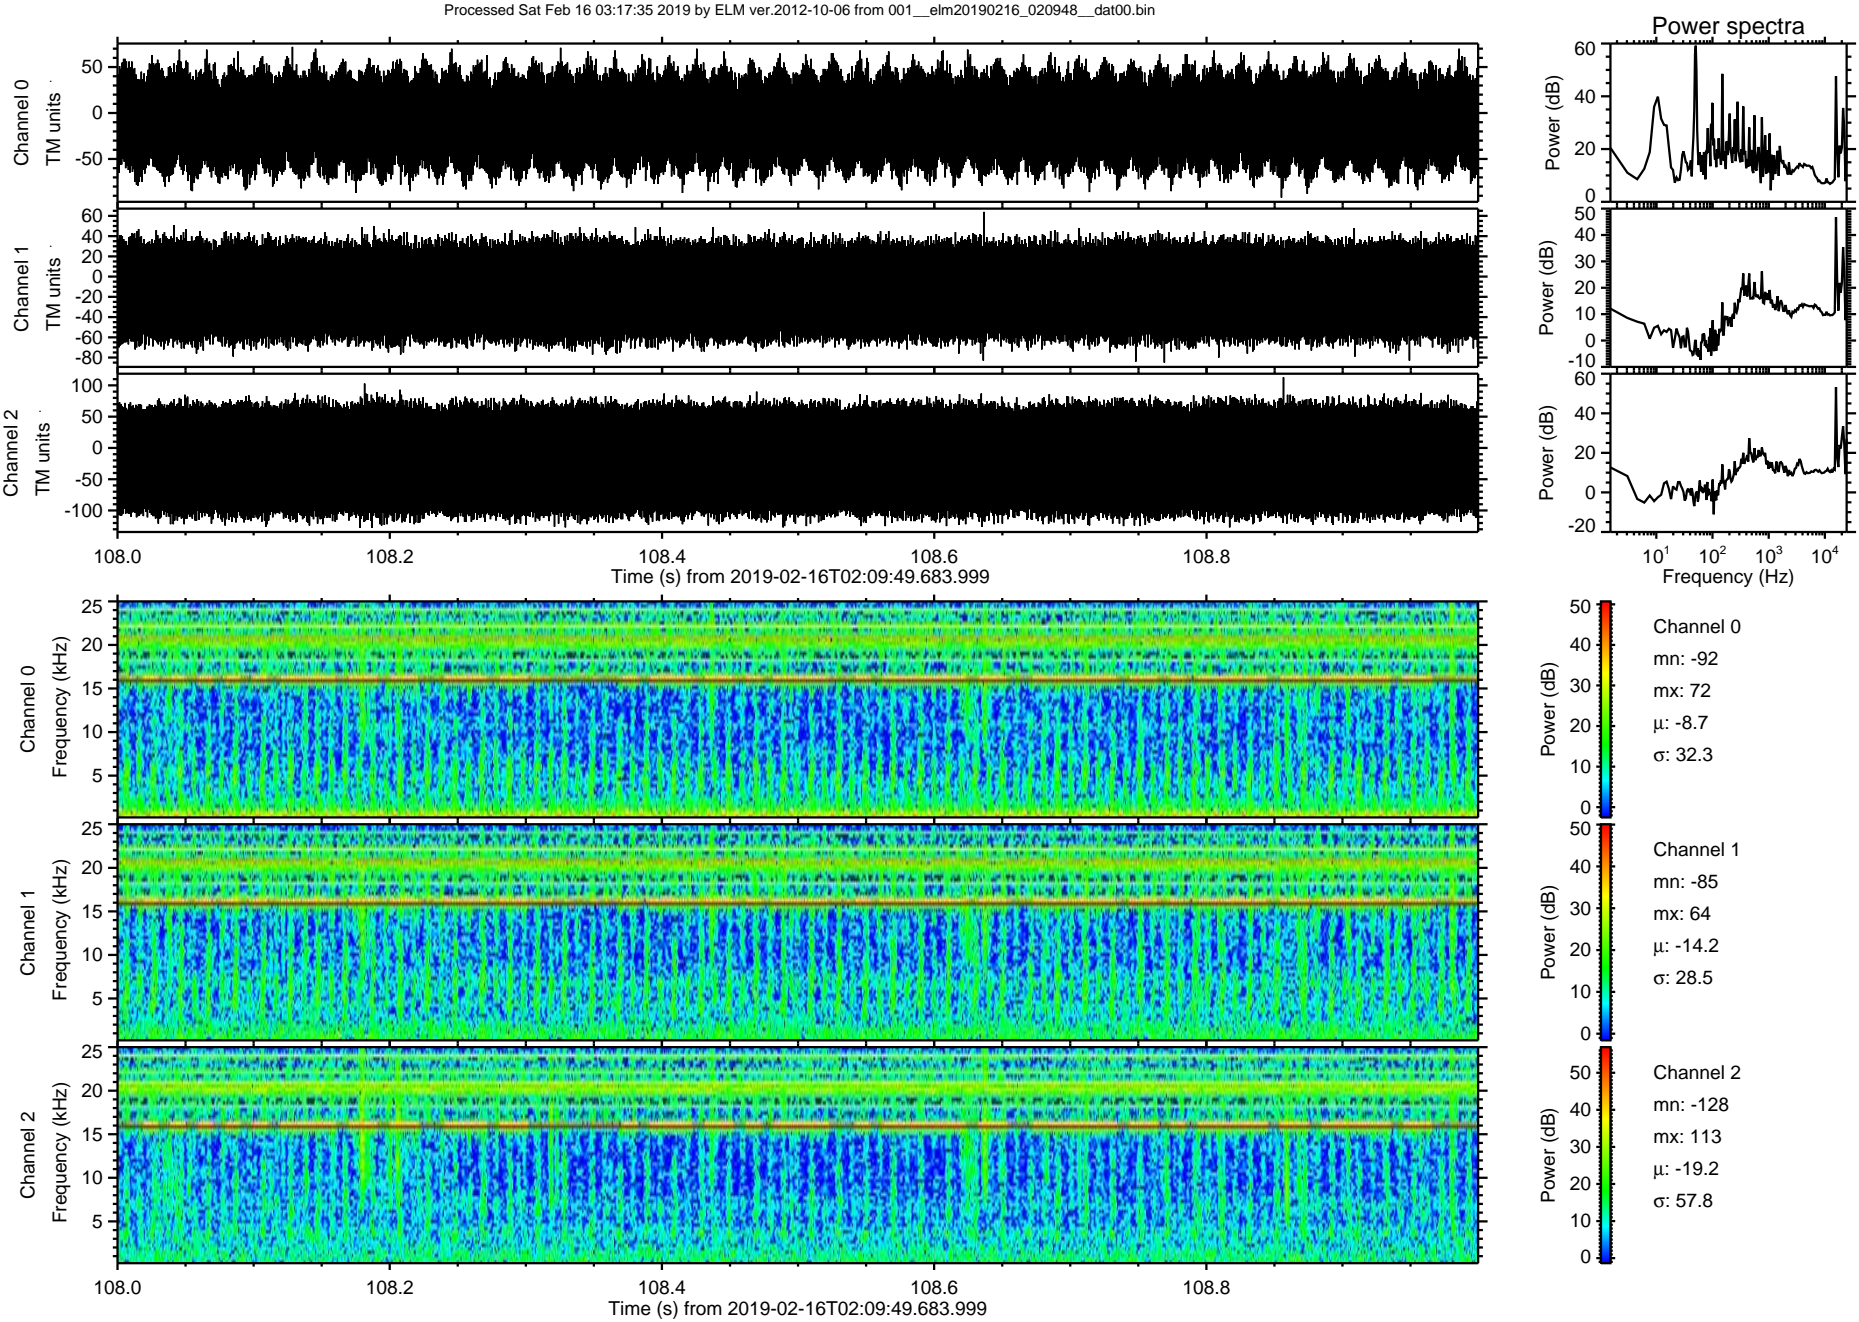 Processed Sat Feb 16 03:17:35 2019 by ELM ver.2012-10-06 from 001__elm20190216_020948__dat00.bin
Power spectra
Channel 0
TM units
50
0
-50
Power (dB)
60
40
20
0
Channel 1
TM units
60
40
20
0
-20
-40
-60
-80
Power (dB)
50
40
30
20
10
0
-10
Channel 2
TM units
100
50
0
-50
-100
Power (dB)
60
40
20
0
-20
108.0 108.2 108.4 108.6 108.8
Time (s) from 2019-02-16T02:09:49.683.999
10¹ 10² 10³ 10⁴
Frequency (Hz)
Channel 0
Frequency (kHz)
25
20
15
10
5
Power (dB)
50
40
30
20
10
0
Channel 0
mn: -92
mx: 72
μ: -8.7
σ: 32.3
Channel 1
Frequency (kHz)
25
20
15
10
5
Power (dB)
50
40
30
20
10
0
Channel 1
mn: -85
mx: 64
μ: -14.2
σ: 28.5
Channel 2
Frequency (kHz)
25
20
15
10
5
Power (dB)
50
40
30
20
10
0
Channel 2
mn: -128
mx: 113
μ: -19.2
σ: 57.8
108.0 108.2 108.4 108.6 108.8
Time (s) from 2019-02-16T02:09:49.683.999